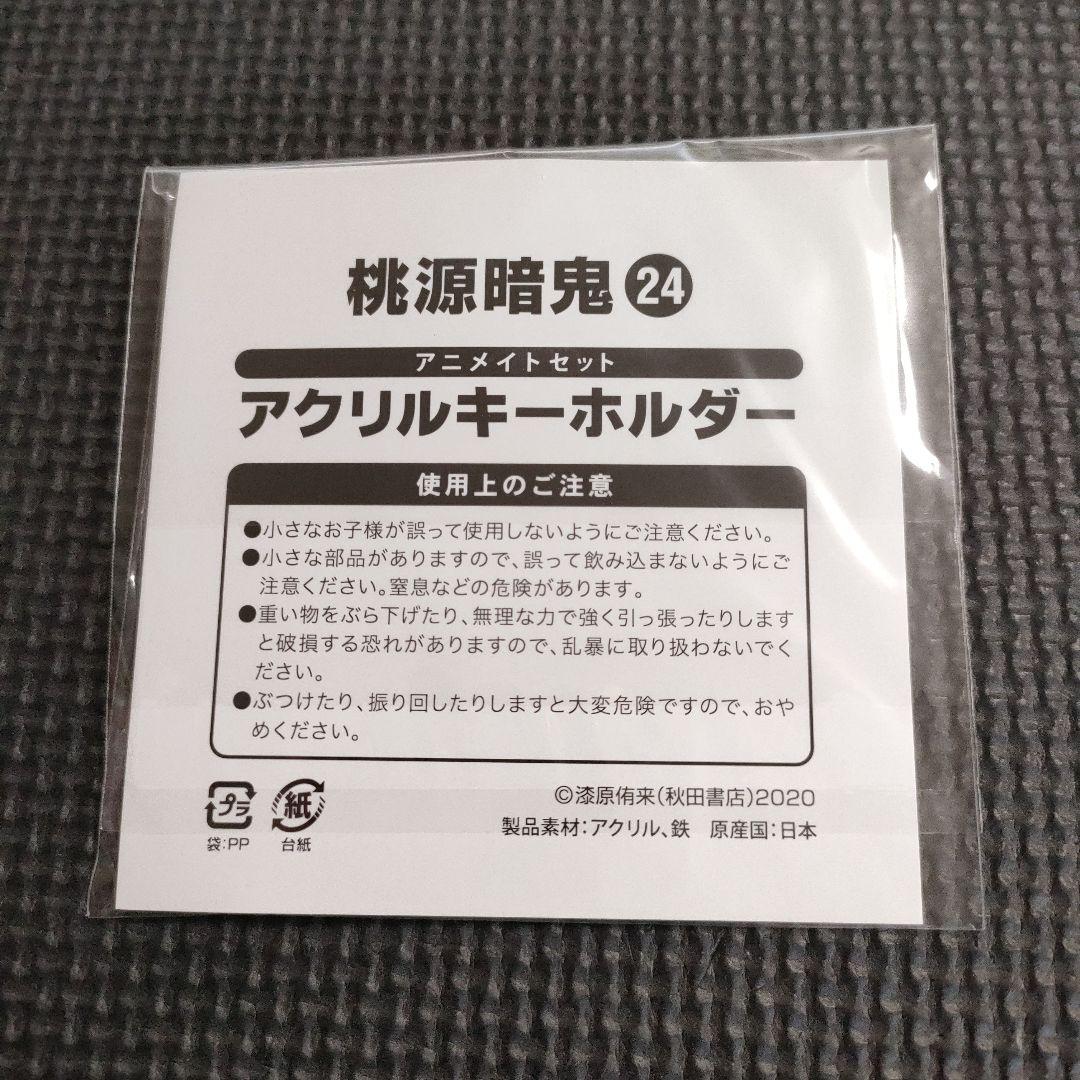 桃源暗鬼 24
アニメイトセット
アクリルキーホルダー
使用上のご注意
●小さなお子様が誤って使用しないようにご注意ください。
●小さな部品がありますので、誤って飲み込まないようにご
注意ください。窒息などの危険があります。
●重い物をぶら下げたり、無理な力で強く引っ張ったりします
と破損する恐れがありますので、乱暴に取り扱わないでく
ださい。
●ぶつけたり、振り回したりしますと大変危険ですので、おや
めください。
プラ
袋:PP
紙
台紙
©漆原侑来(秋田書店)2020
製品素材:アクリル、鉄 原産国:日本